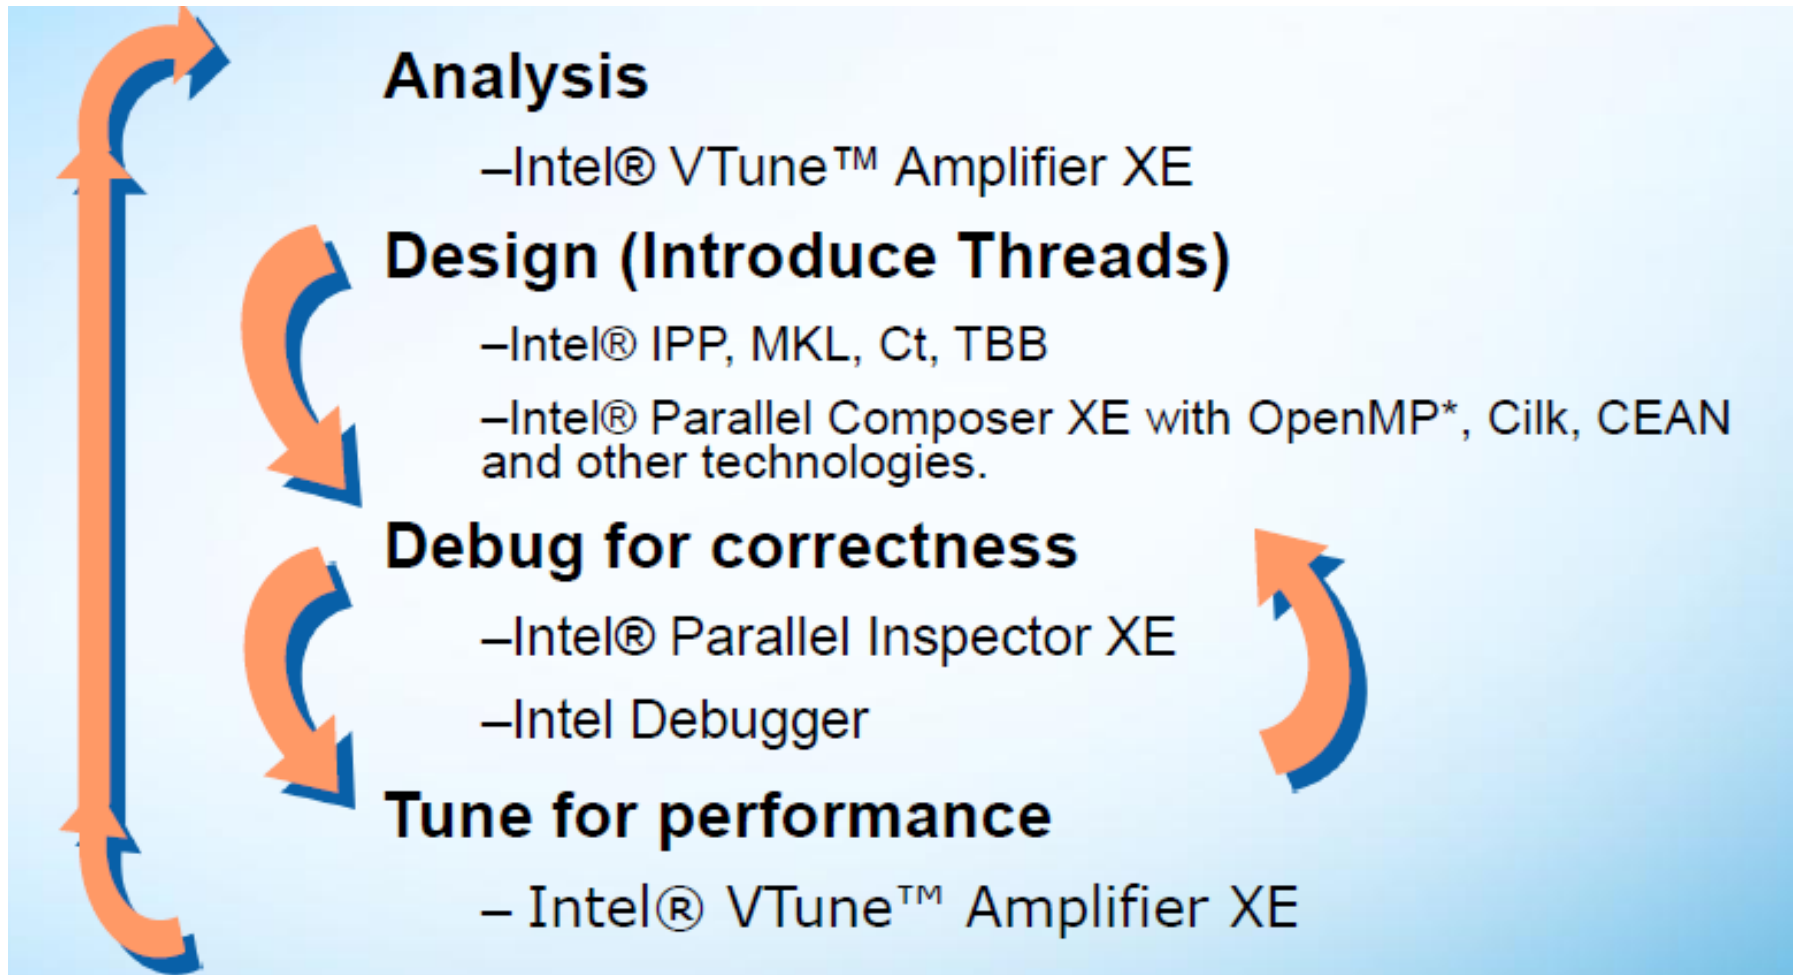 Analysis
–Intel® VTune™ Amplifier XE
Design (Introduce Threads)
–Intel® IPP, MKL, Ct, TBB
–Intel® Parallel Composer XE with OpenMP*, Cilk, CEAN
and other technologies.
Debug for correctness
–Intel® Parallel Inspector XE
–Intel Debugger
Tune for performance
– Intel® VTune™ Amplifier XE